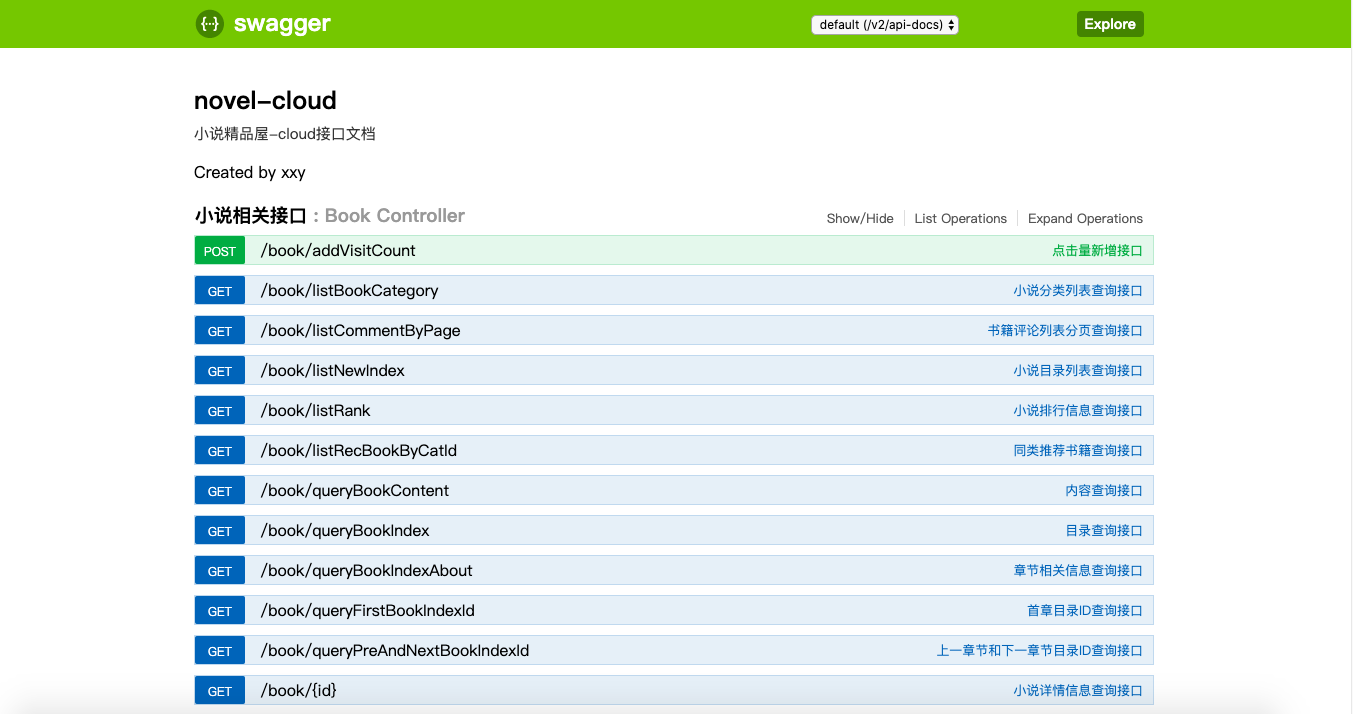 {···} swagger default (/v2/api-docs) Explore
novel-cloud
小说精品屋-cloud接口文档
Created by xxy
小说相关接口 : Book Controller Show/Hide List Operations Expand Operations
POST /book/addVisitCount 点击量新增接口
GET /book/listBookCategory 小说分类列表查询接口
GET /book/listCommentByPage 书籍评论列表分页查询接口
GET /book/listNewIndex 小说目录列表查询接口
GET /book/listRank 小说排行信息查询接口
GET /book/listRecBookByCatId 同类推荐书籍查询接口
GET /book/queryBookContent 内容查询接口
GET /book/queryBookIndex 目录查询接口
GET /book/queryBookIndexAbout 章节相关信息查询接口
GET /book/queryFirstBookIndexId 首章目录ID查询接口
GET /book/queryPreAndNextBookIndexId 上一章节和下一章节目录ID查询接口
GET /book/{id} 小说详情信息查询接口